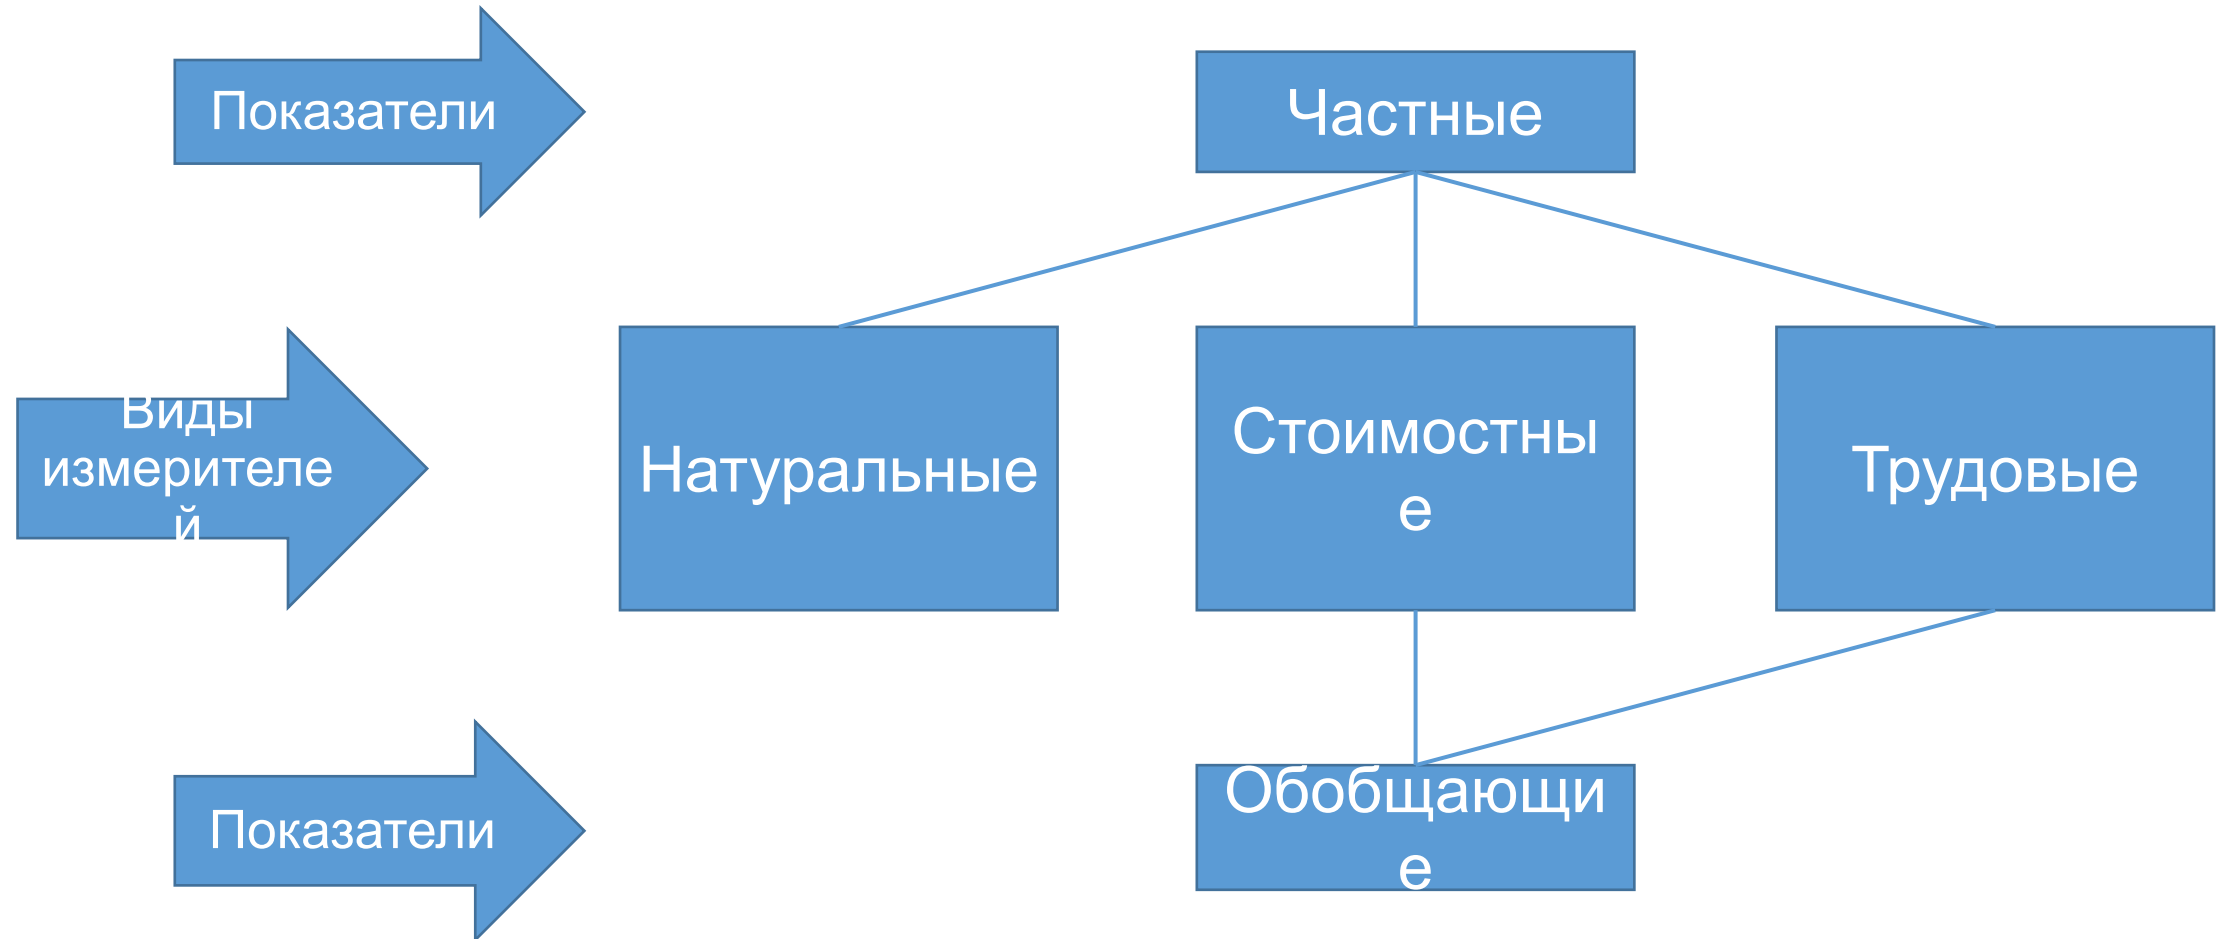 Показатели
Частные
Виды
измерителе
й
Натуральные
Стоимостны
е
Трудовые
Показатели
Обобщающи
е